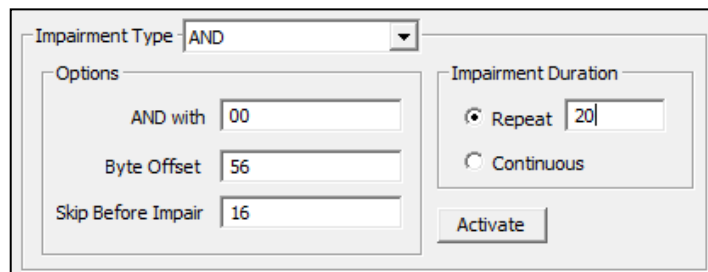 Impairment Type AND
Options
AND with 00
Byte Offset 56
Skip Before Impair 16
Impairment Duration
Repeat 20
Continuous
Activate